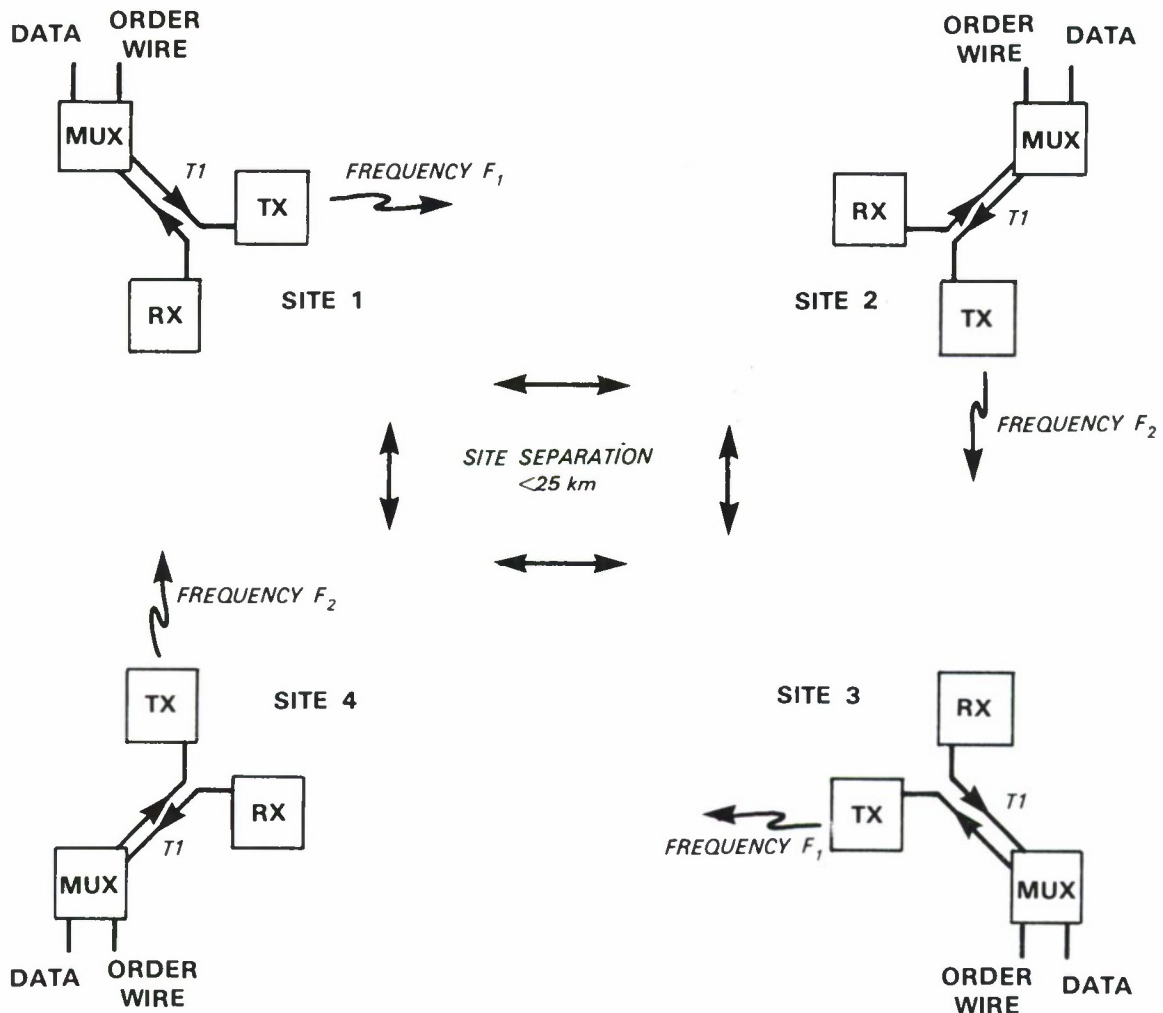 DATA
ORDER
WIRE
MUX
T1
TX
FREQUENCY F₁
RX
SITE 1
ORDER
WIRE
DATA
MUX
RX
T1
SITE 2
TX
FREQUENCY F₂
SITE SEPARATION
<25 km
FREQUENCY F₂
TX
SITE 4
RX
T1
MUX
DATA
ORDER
WIRE
SITE 3
RX
TX
T1
FREQUENCY F₁
MUX
ORDER
WIRE
DATA